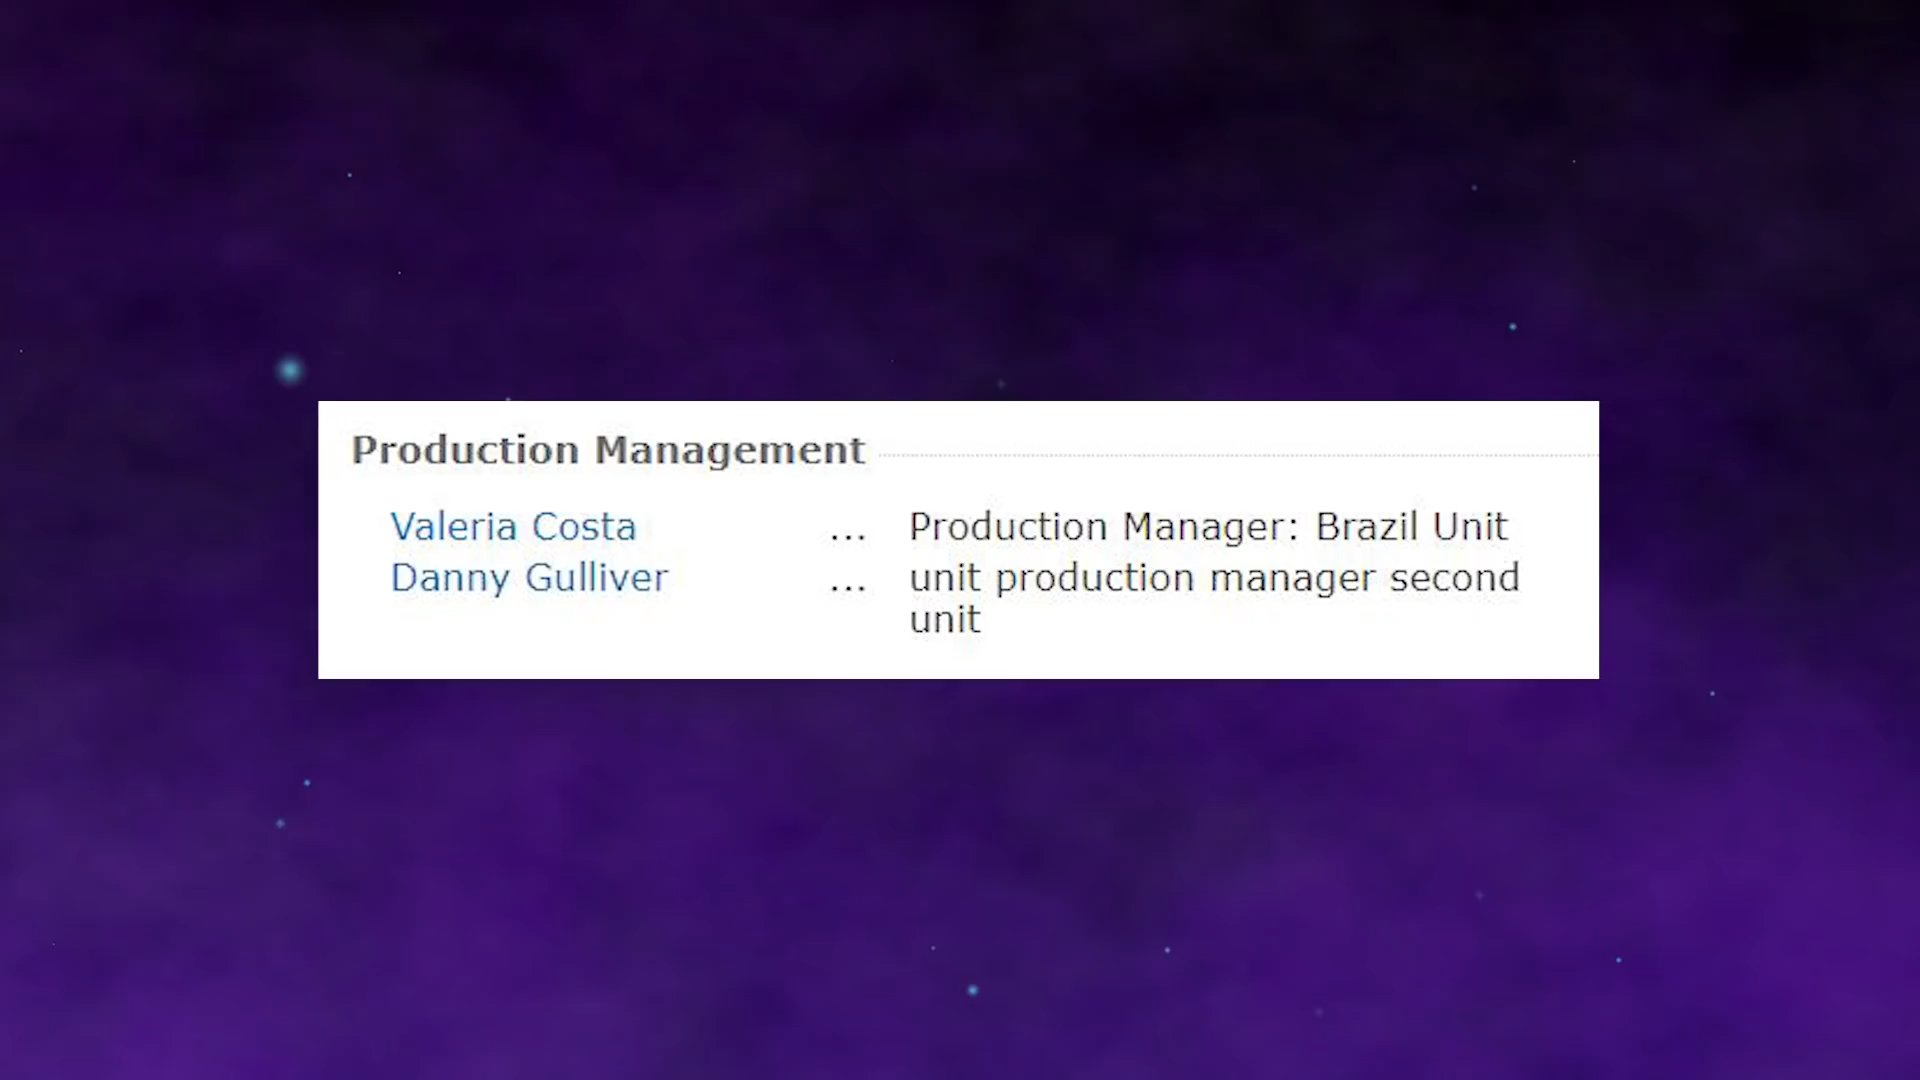 Production Management
Valeria Costa ... Production Manager: Brazil Unit
Danny Gulliver ... unit production manager second
unit